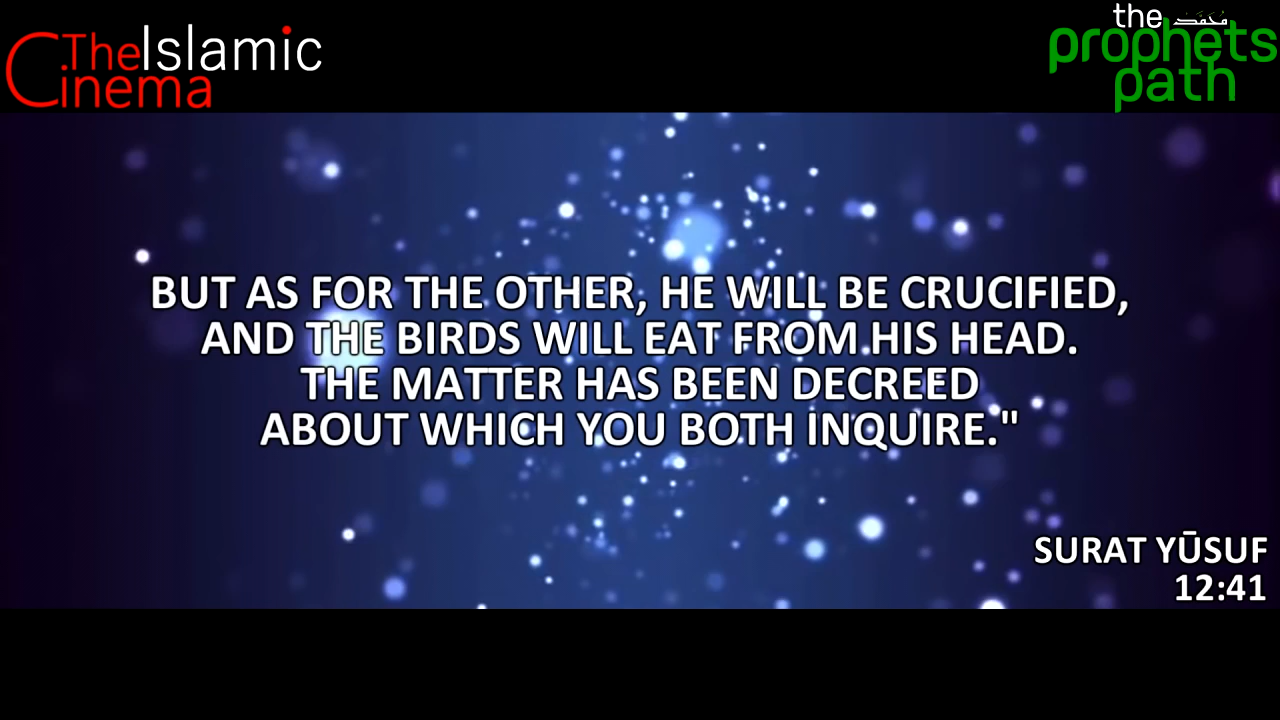 The Islamic
Cinema
the محمد
prophets
path
BUT AS FOR THE OTHER, HE WILL BE CRUCIFIED,
AND THE BIRDS WILL EAT FROM HIS HEAD.
THE MATTER HAS BEEN DECREED
ABOUT WHICH YOU BOTH INQUIRE."
SURAT YŪSUF
12:41